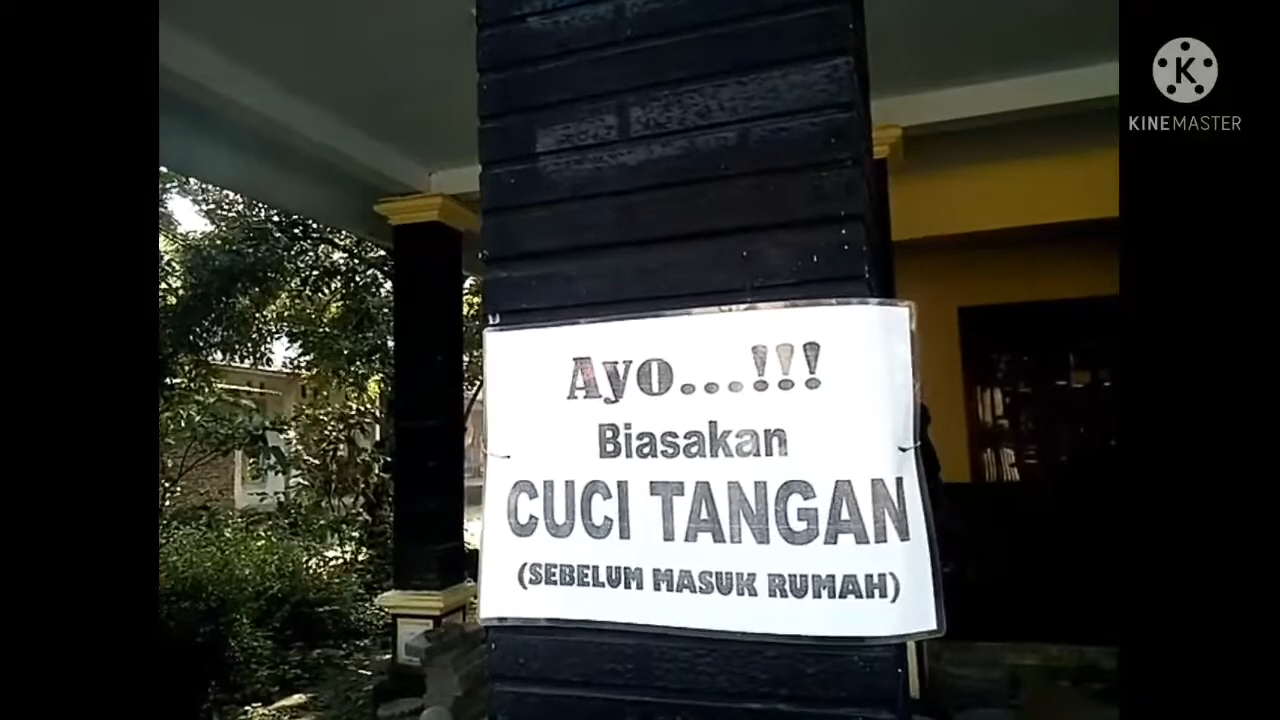 KINEMASTER
Ayo...!!!
Biasakan
CUCI TANGAN
(SEBELUM MASUK RUMAH)